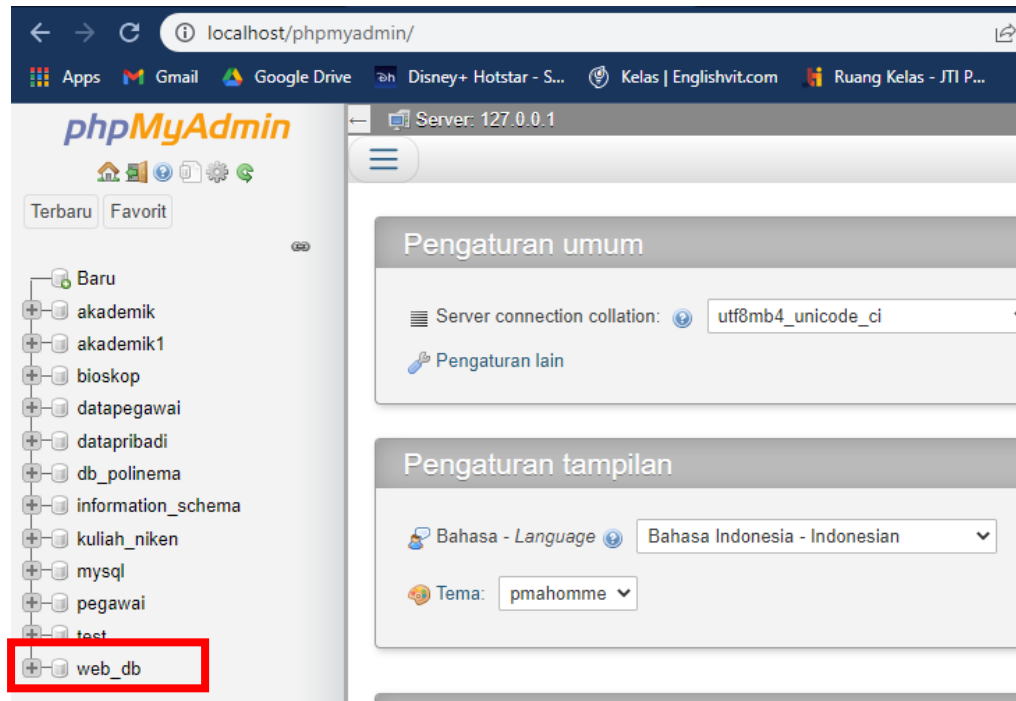 localhost/phpmyadmin/
Apps Gmail Google Drive Disney+ Hotstar - S... Kelas | Englishvit.com Ruang Kelas - JTI P...
phpMyAdmin
Server: 127.0.0.1
Terbaru Favorit
Baru
akademik
akademik1
bioskop
datapegawai
datapribadi
db_polinema
information_schema
kuliah_niken
mysql
pegawai
test
web_db
Pengaturan umum
Server connection collation: utf8mb4_unicode_ci
Pengaturan lain
Pengaturan tampilan
Bahasa - Language Bahasa Indonesia - Indonesian
Tema: pmahomme